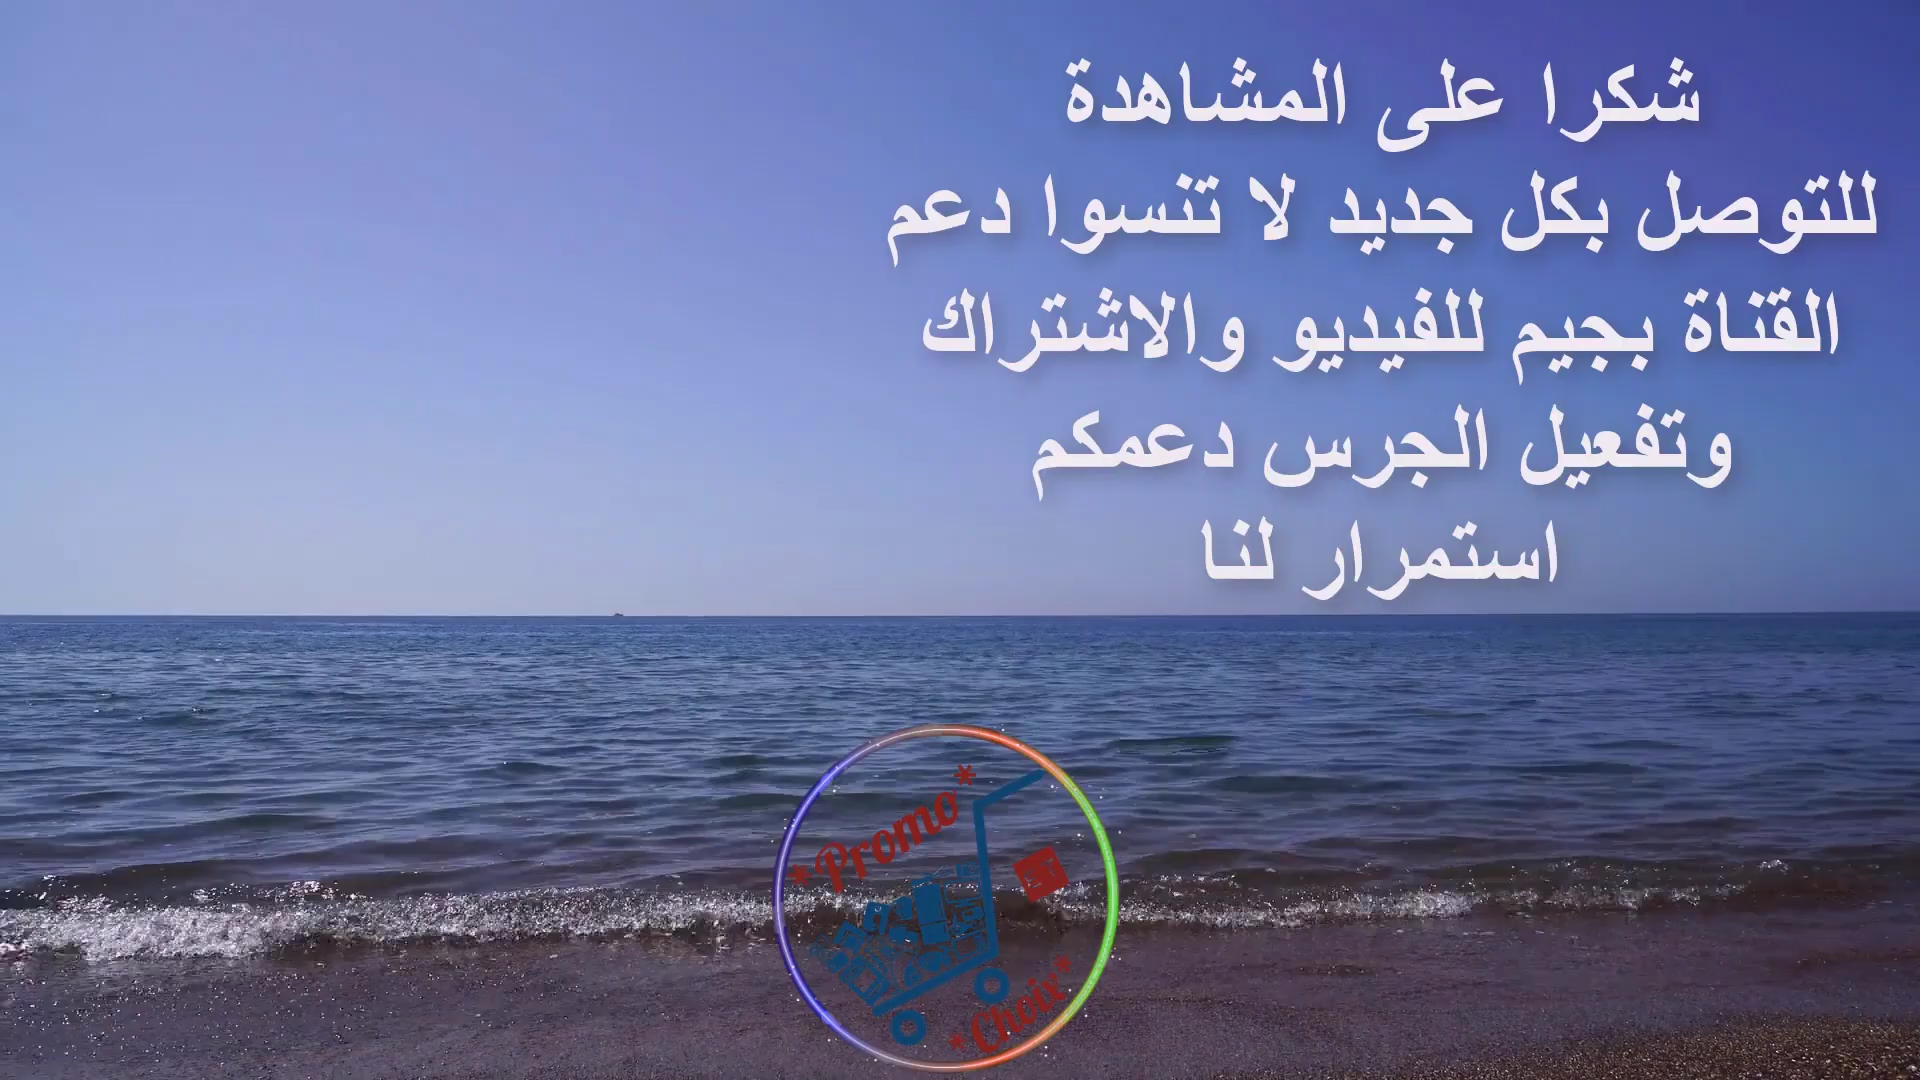 شكرا على المشاهدة
للتوصل بكل جديد لا تنسوا دعم
القناة بجيم للفيديو والاشتراك
وتفعيل الجرس دعمكم
استمرار لنا
*Promo*
*Choix*